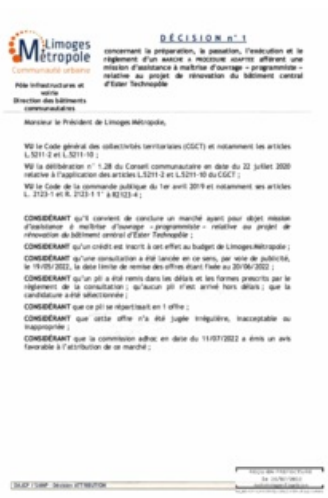 Limoges
Métropole
Communauté urbaine
Pôle Infrastructures et
voirie
Direction des bâtiments
communautaires
DÉCISION n° 1
concernant la préparation, la passation, l'exécution et le
règlement d'un MARCHE A PROCEDURE ADAPTEE afférent une
mission d'assistance à maîtrise d'ouvrage - programmiste -
relative au projet de rénovation du bâtiment central
d'Ester Technopôle
Monsieur le Président de Limoges Métropole,
VU le Code général des collectivités territoriales (CGCT) et notamment les articles
L.5211-2 et L.5211-10 ;
VU la délibération n° 1.28 du Conseil communautaire en date du 22 juillet 2020
relative à l'application des articles L.5211-2 et L.5211-10 du CGCT ;
VU le Code de la commande publique du 1er avril 2019 et notamment ses articles
L. 2123-1 et R. 2123-1 1° à R2123-4 ;
CONSIDÉRANT qu'il convient de conclure un marché ayant pour objet mission
d'assistance à maîtrise d'ouvrage -programmiste - relative au projet de
rénovation du bâtiment central d'Ester Technopôle ;
CONSIDÉRANT qu'un crédit est inscrit à cet effet au budget de Limoges Métropole ;
CONSIDÉRANT qu'une consultation a été lancée en ce sens, par voie de publicité,
le 19/05/2022, la date limite de remise des offres étant fixée au 20/06/2022 ;
CONSIDÉRANT qu'un pli a été remis dans les délais et les formes prescrits par le
règlement de la consultation ; qu'aucun pli n'est arrivé hors délais ; que la
candidature a été sélectionnée ;
CONSIDÉRANT que ce pli se répartissait en 1 offre ;
CONSIDÉRANT que cette offre n'a été jugée irrégulière, inacceptable ou
inappropriée ;
CONSIDÉRANT que la commission adhoc en date du 11/07/2022 a émis un avis
favorable à l'attribution de ce marché ;
Décision ATTRIBUTION